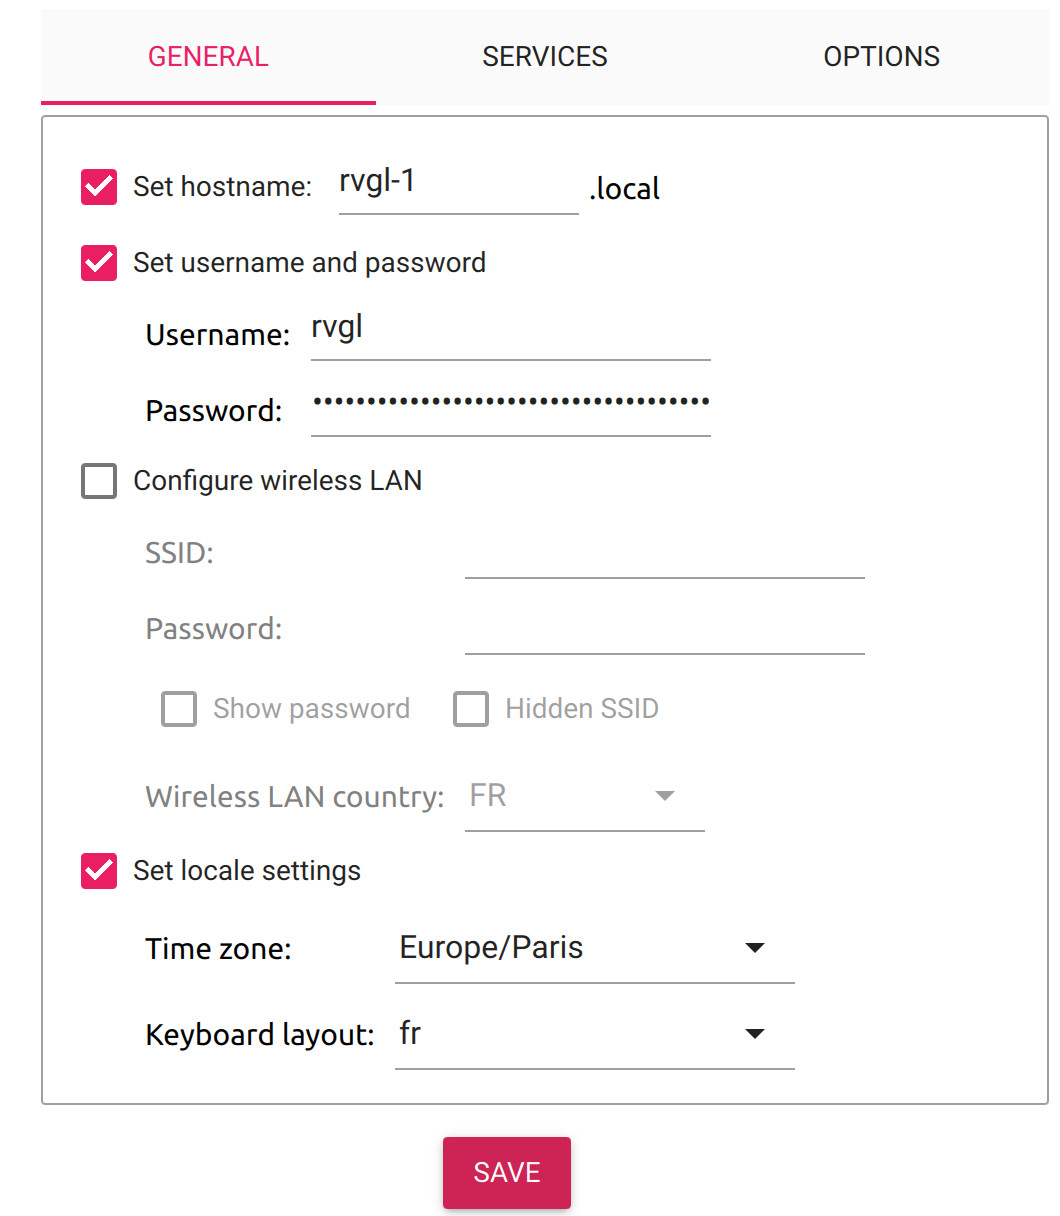 GENERAL SERVICES OPTIONS
Set hostname: rvgl-1 .local
Set username and password
Username: rvgl
Password: •••••••••••••••••••••••••••••••••••••
Configure wireless LAN
SSID:
Password:
Show password Hidden SSID
Wireless LAN country: FR
Set locale settings
Time zone: Europe/Paris
Keyboard layout: fr
SAVE